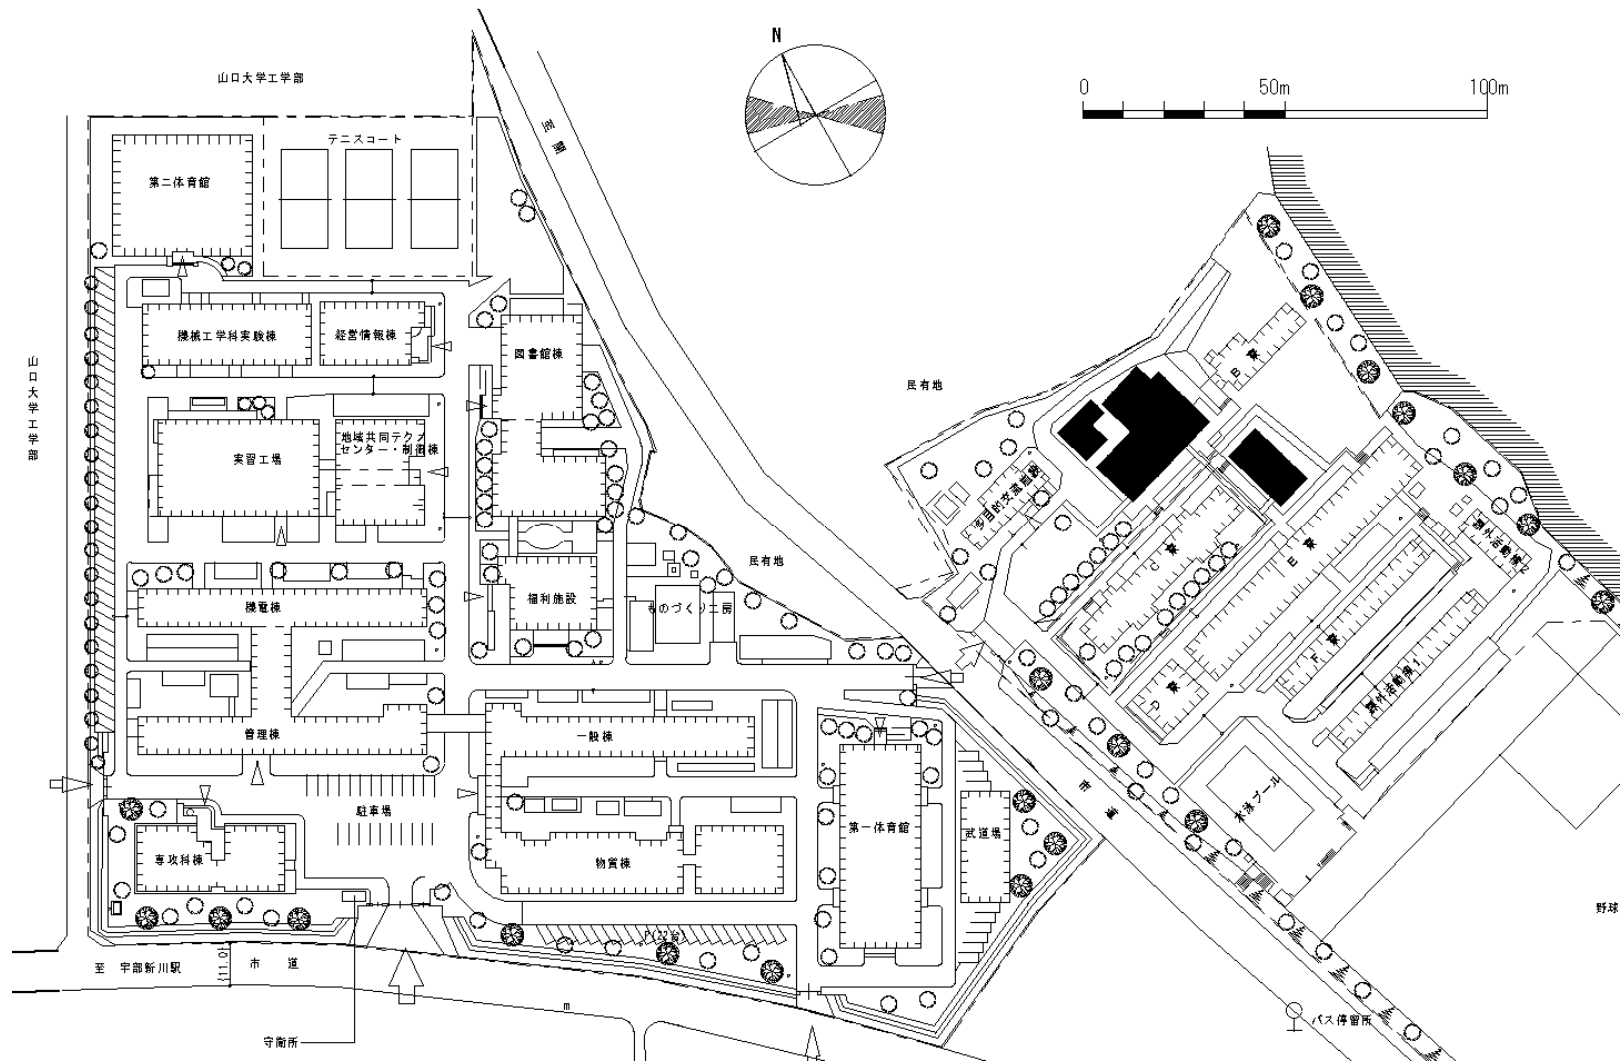 山口大学工学部
N
0 50m 100m
テニスコート
至 開
第二体育館
山口大学工学部
機械工学科実験棟
経営情報棟
図書館棟
民有地
B 寮
実習工場
地域共同テクノ
センター・制御棟
多目的交流施設
C 寮
E 寮
課外活動棟2
民有地
機電棟
福利施設
ものづくり工房
F 寮
D 寮
課外活動棟1
管理棟
一般棟
駐車場
市道
水泳プール
専攻科棟
物質棟
第一体育館
武道場
野球
P(22台)
至 宇部新川駅
(11.0)
市 道
m
バス停留所
守衛所